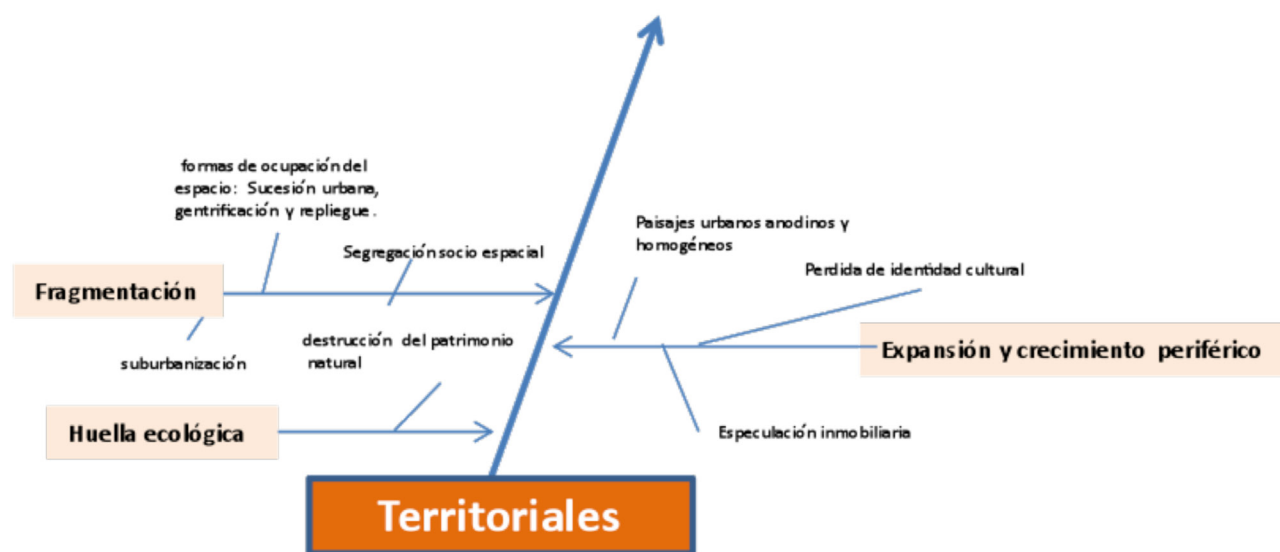 formas de ocupación del
espacio: Sucesión urbana,
gentrificación y repliegue.
Segregación socio espacial
Fragmentación
suburbanización
destrucción del patrimonio
natural
Huella ecológica
Paisajes urbanos anodinos y
homogéneos
Perdida de identidad cultural
Expansión y crecimiento periférico
Especulación inmobiliaria
Territoriales